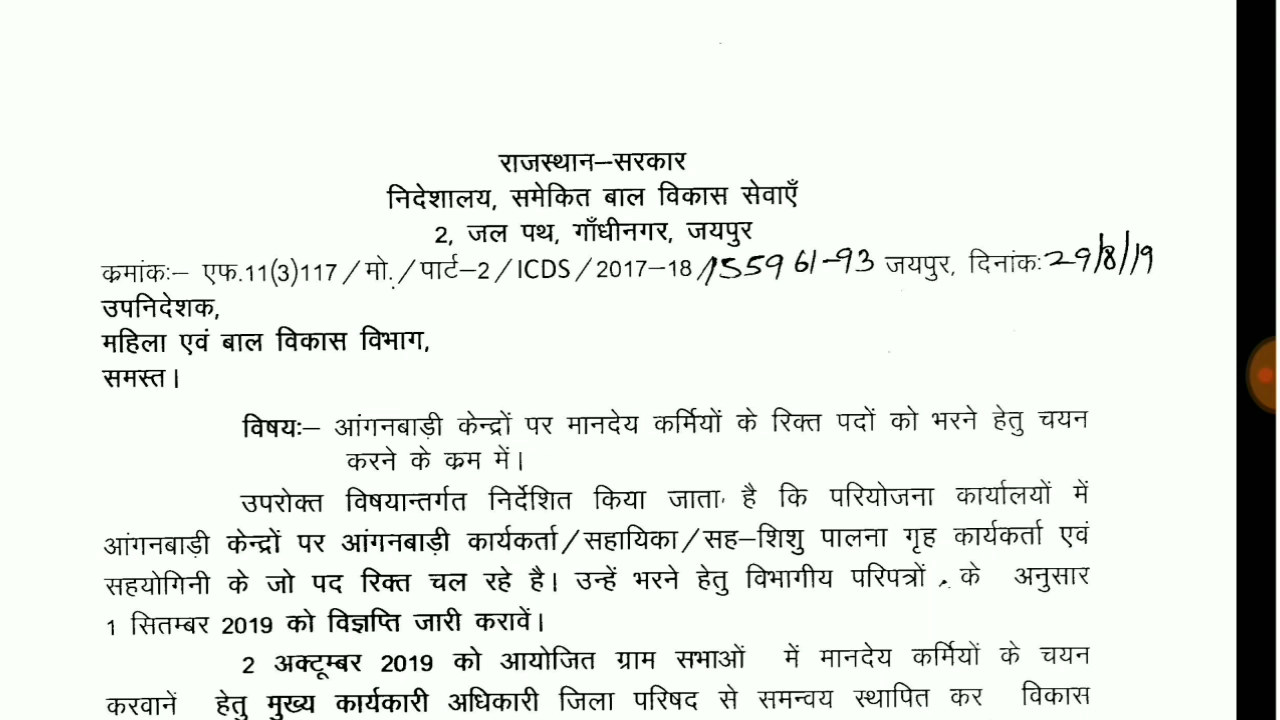 राजस्थान–सरकार
निदेशालय, समेकित बाल विकास सेवाएँ
2, जल पथ, गाँधीनगर, जयपुर
क्रमांकः– एफ.11(3)117/मो./पार्ट–2/ICDS/2017–18/155961-93 जयपुर, दिनांकः29/8/19
उपनिदेशक,
महिला एवं बाल विकास विभाग,
समस्त।
विषयः– आंगनबाड़ी केन्द्रों पर मानदेय कर्मियों के रिक्त पदों को भरने हेतु चयन
करने के क्रम में।
उपरोक्त विषयान्तर्गत निर्देशित किया जाता है कि परियोजना कार्यालयों में
आंगनबाड़ी केन्द्रों पर आंगनबाड़ी कार्यकर्ता/सहायिका/सह–शिशु पालना गृह कार्यकर्ता एवं
सहयोगिनी के जो पद रिक्त चल रहे है। उन्हें भरने हेतु विभागीय परिपत्रों के अनुसार
1 सितम्बर 2019 को विज्ञप्ति जारी करावें।
2 अक्टूम्बर 2019 को आयोजित ग्राम सभाओं में मानदेय कर्मियों के चयन
करवानें हेतु मुख्य कार्यकारी अधिकारी जिला परिषद से समन्वय स्थापित कर विकास